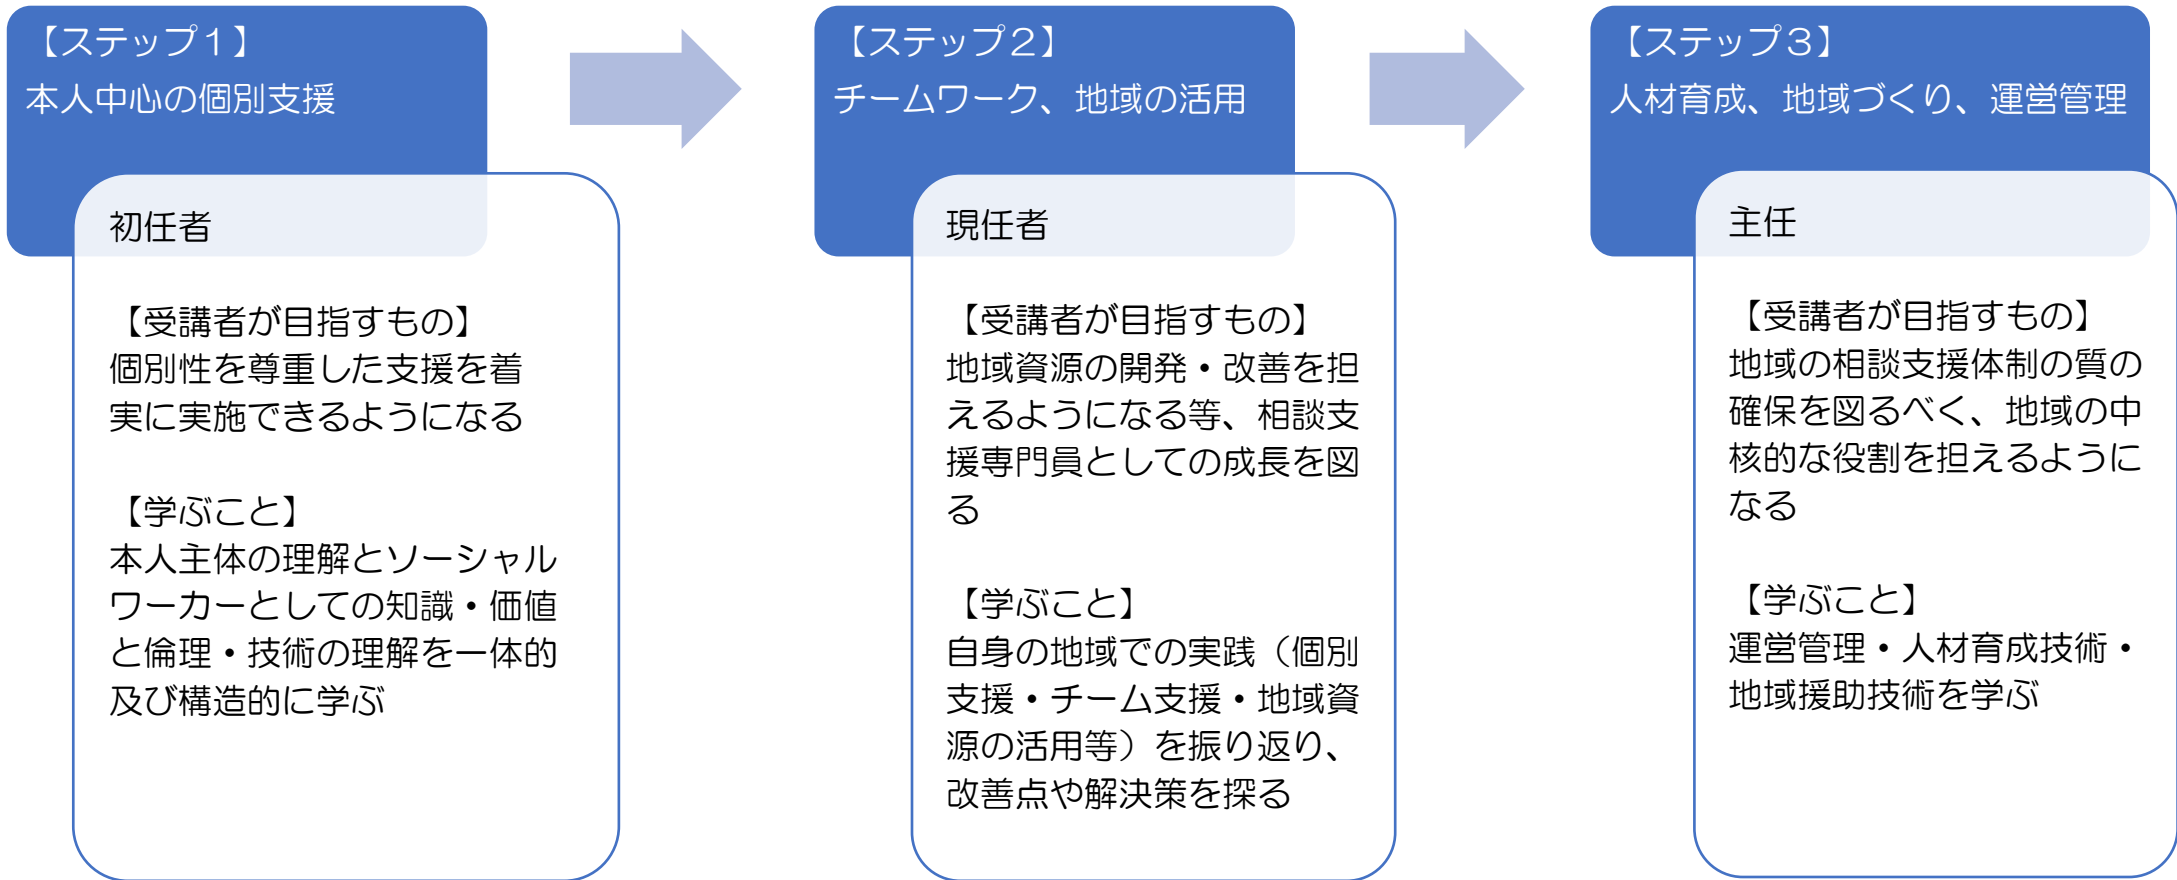 【ステップ１】
本人中心の個別支援
初任者
【受講者が目指すもの】
個別性を尊重した支援を着
実に実施できるようになる
【学ぶこと】
本人主体の理解とソーシャル
ワーカーとしての知識・価値
と倫理・技術の理解を一体的
及び構造的に学ぶ
【ステップ２】
チームワーク、地域の活用
現任者
【受講者が目指すもの】
地域資源の開発・改善を担
えるようになる等、相談支
援専門員としての成長を図
る
【学ぶこと】
自身の地域での実践（個別
支援・チーム支援・地域資
源の活用等）を振り返り、
改善点や解決策を探る
【ステップ３】
人材育成、地域づくり、運営管理
主任
【受講者が目指すもの】
地域の相談支援体制の質の
確保を図るべく、地域の中
核的な役割を担えるように
なる
【学ぶこと】
運営管理・人材育成技術・
地域援助技術を学ぶ